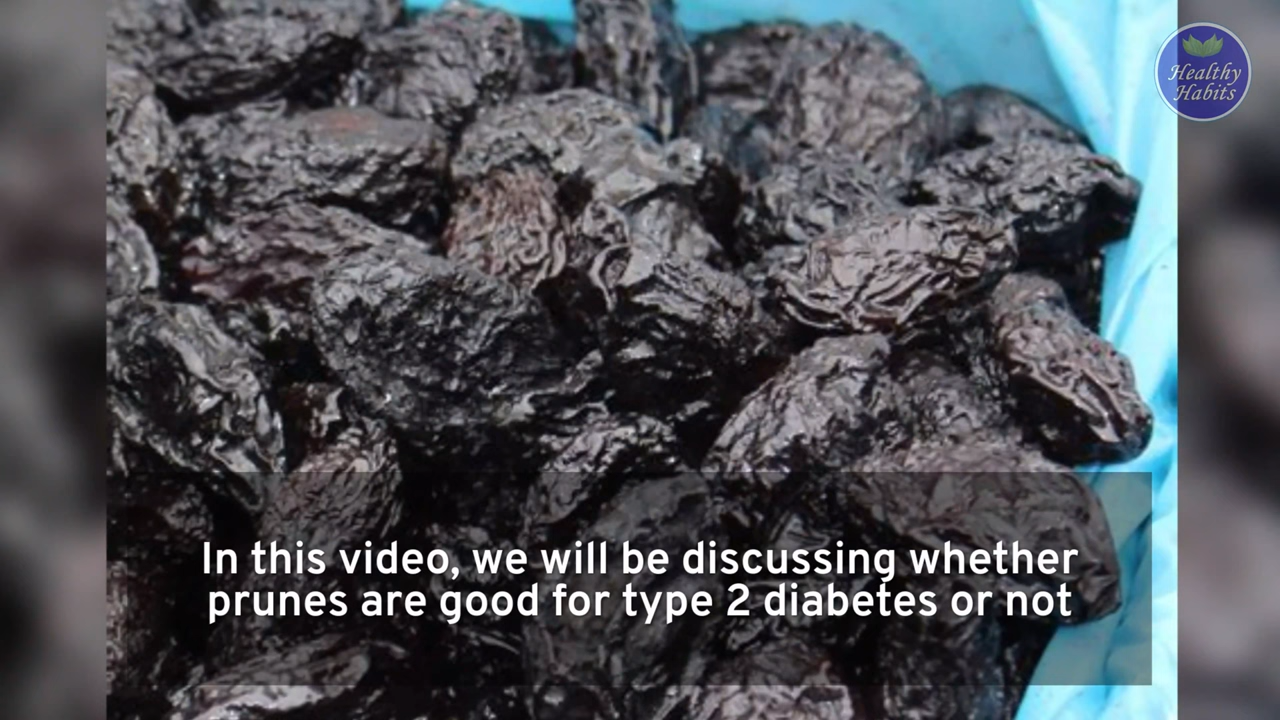 Healthy
Habits
In this video, we will be discussing whether
prunes are good for type 2 diabetes or not